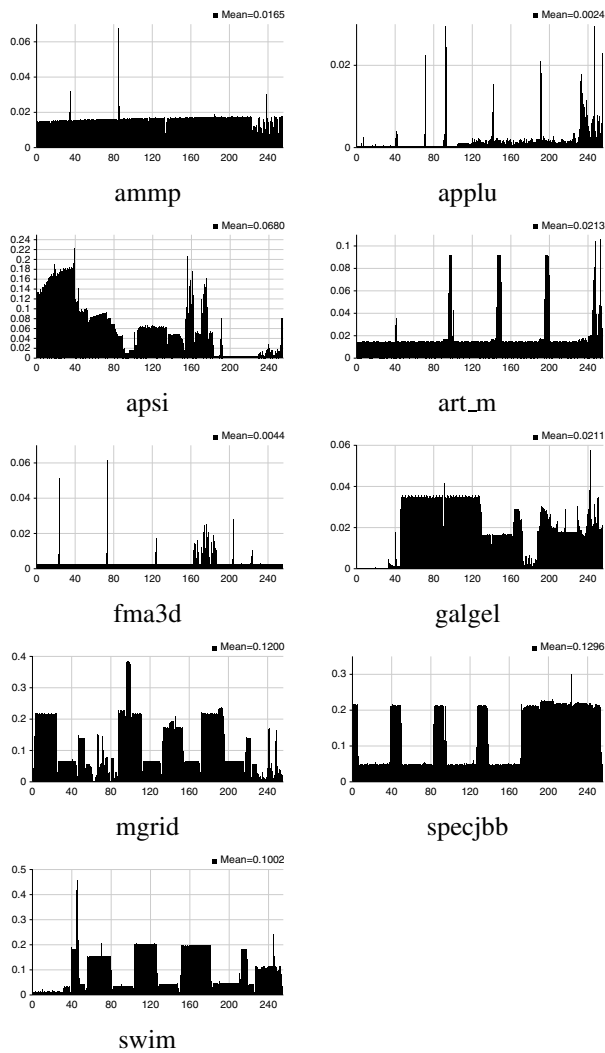 Mean=0.0165
0.06
0.04
0.02
0
0 40 80 120 160 200 240
ammp
Mean=0.0024
0.02
0
0 40 80 120 160 200 240
applu
Mean=0.0680
0.24
0.22
0.2
0.18
0.16
0.14
0.12
0.1
0.08
0.06
0.04
0.02
0
0 40 80 120 160 200 240
apsi
Mean=0.0213
0.1
0.08
0.06
0.04
0.02
0
0 40 80 120 160 200 240
art_m
Mean=0.0044
0.06
0.04
0.02
0
0 40 80 120 160 200 240
fma3d
Mean=0.0211
0.06
0.04
0.02
0
0 40 80 120 160 200 240
galgel
Mean=0.1200
0.4
0.3
0.2
0.1
0
0 40 80 120 160 200 240
mgrid
Mean=0.1296
0.3
0.2
0.1
0
0 40 80 120 160 200 240
specjbb
Mean=0.1002
0.5
0.4
0.3
0.2
0.1
0
0 40 80 120 160 200 240
swim